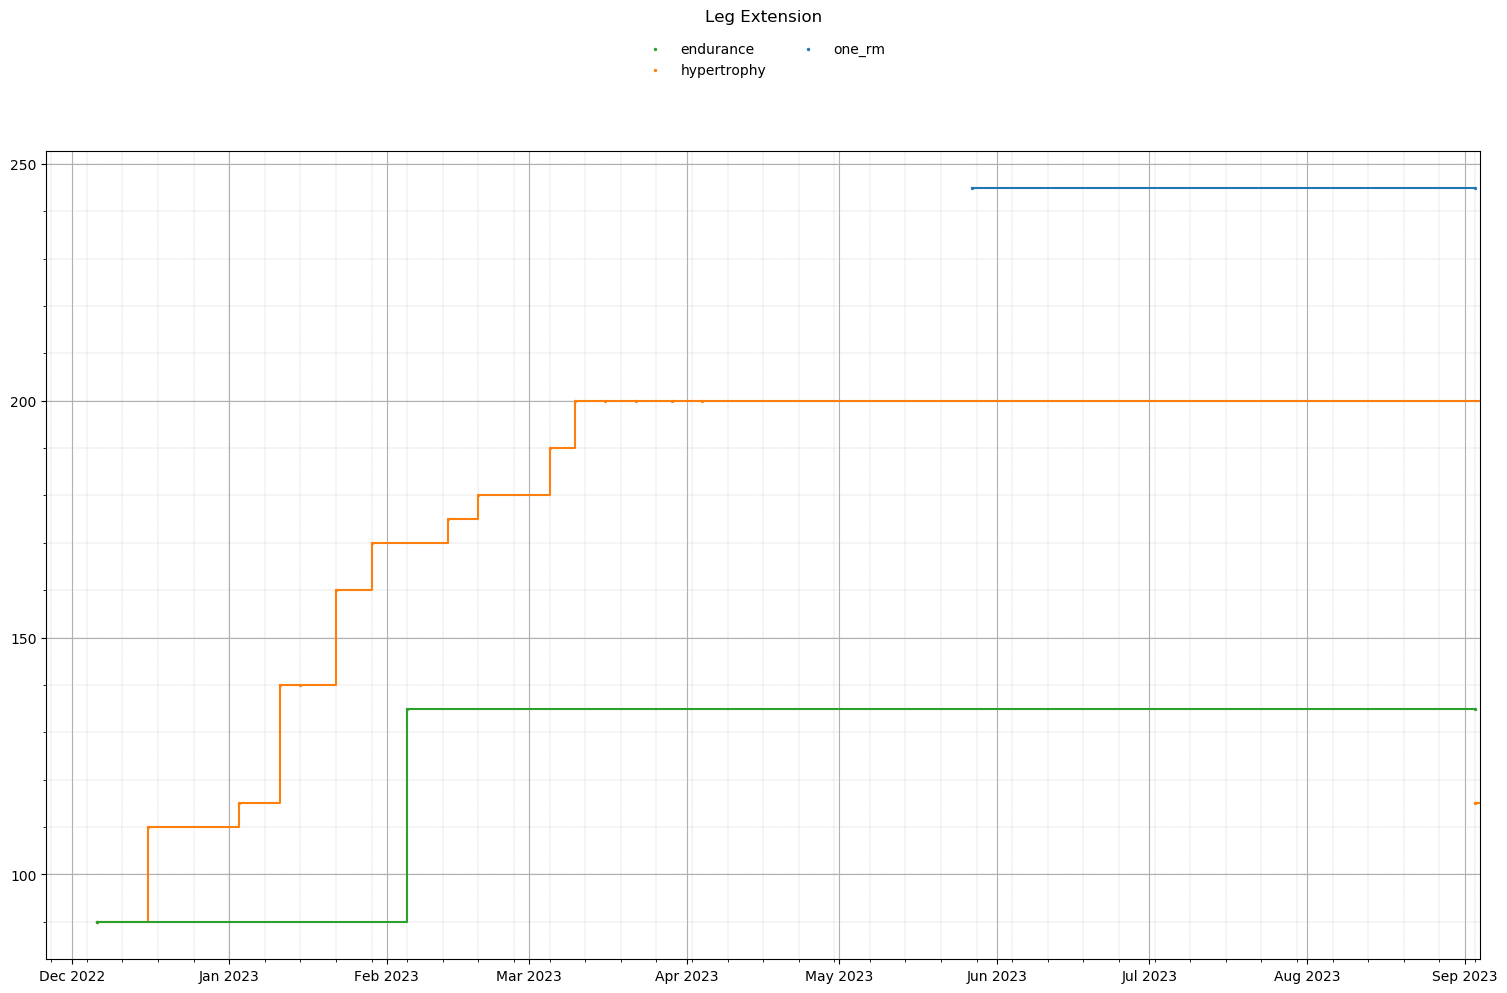 Leg Extension
endurance
hypertrophy
one_rm
250
200
150
100
Dec 2022
Jan 2023
Feb 2023
Mar 2023
Apr 2023
May 2023
Jun 2023
Jul 2023
Aug 2023
Sep 2023